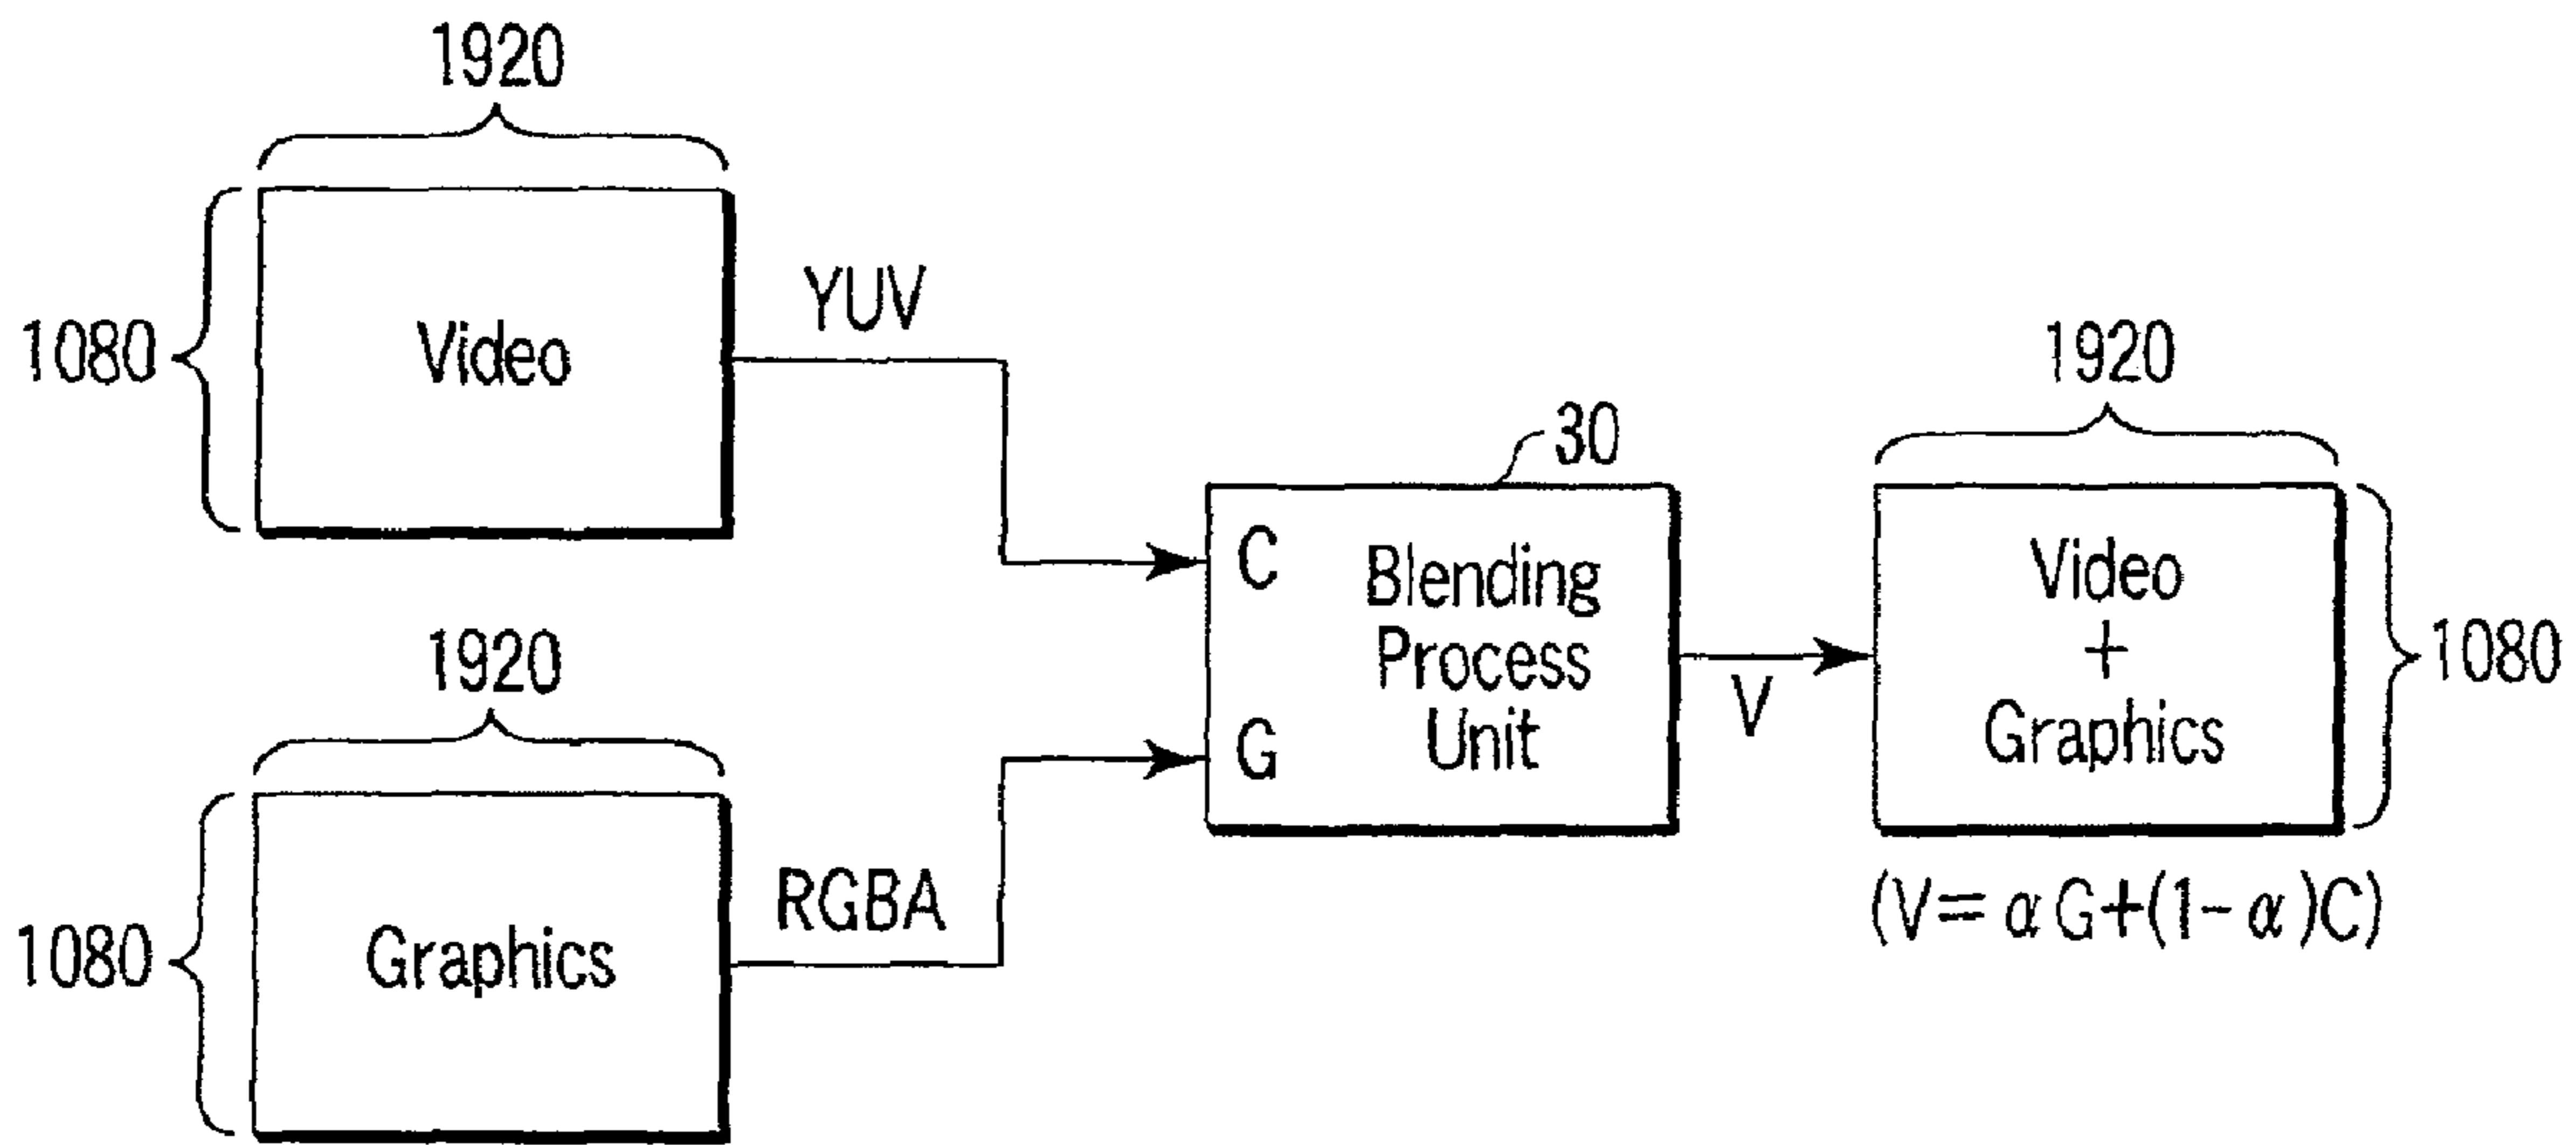 1920
1080
Video
YUV
1920
1080
Graphics
RGBA
30
C
G
Blending
Process
Unit
V
1920
1080
Video
+
Graphics
(V= αG+(1-α)C)